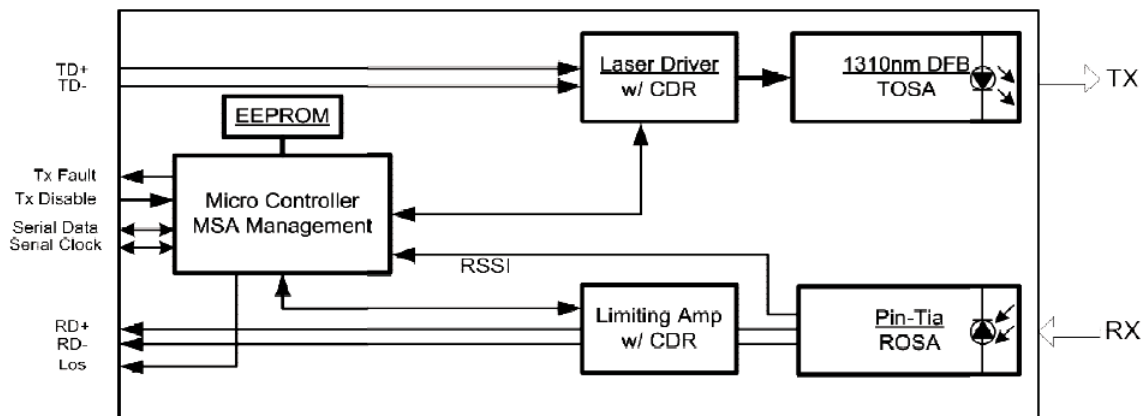 TD+
TD-
Laser Driver
w/ CDR
1310nm DFB
TOSA
TX
EEPROM
Tx Fault
Tx Disable
Serial Data
Serial Clock
Micro Controller
MSA Management
RSSI
RD+
RD-
Los
Limiting Amp
w/ CDR
Pin-Tia
ROSA
RX